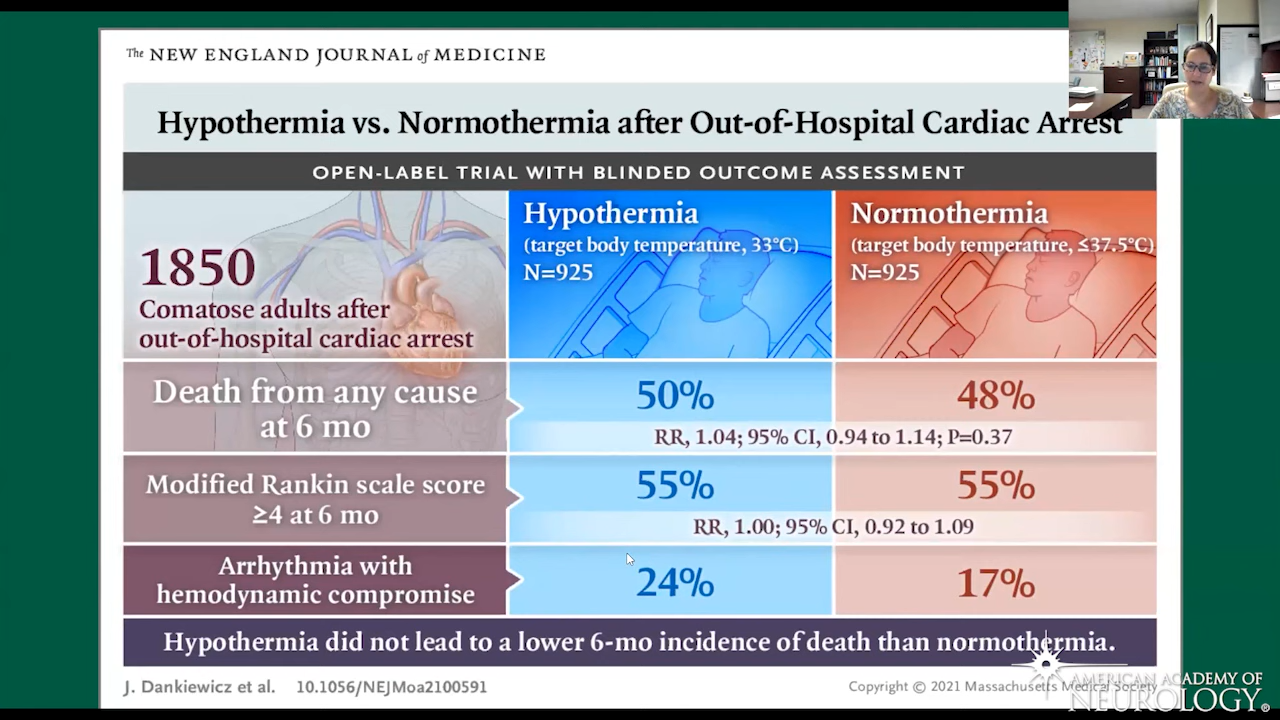 The NEW ENGLAND JOURNAL of MEDICINE
Hypothermia vs. Normothermia after Out-of-Hospital Cardiac Arrest
OPEN-LABEL TRIAL WITH BLINDED OUTCOME ASSESSMENT
1850
Comatose adults after
out-of-hospital cardiac arrest
Hypothermia
(target body temperature, 33°C)
N=925
Normothermia
(target body temperature, ≤37.5°C)
N=925
Death from any cause
at 6 mo
50%
48%
RR, 1.04; 95% CI, 0.94 to 1.14; P=0.37
Modified Rankin scale score
≥4 at 6 mo
55%
55%
RR, 1.00; 95% CI, 0.92 to 1.09
Arrhythmia with
hemodynamic compromise
24%
17%
Hypothermia did not lead to a lower 6-mo incidence of death than normothermia.
J. Dankiewicz et al. 10.1056/NEJMoa2100591
Copyright © 2021 Massachusetts Medical Society
AMERICAN ACADEMY OF
NEUROLOGY®